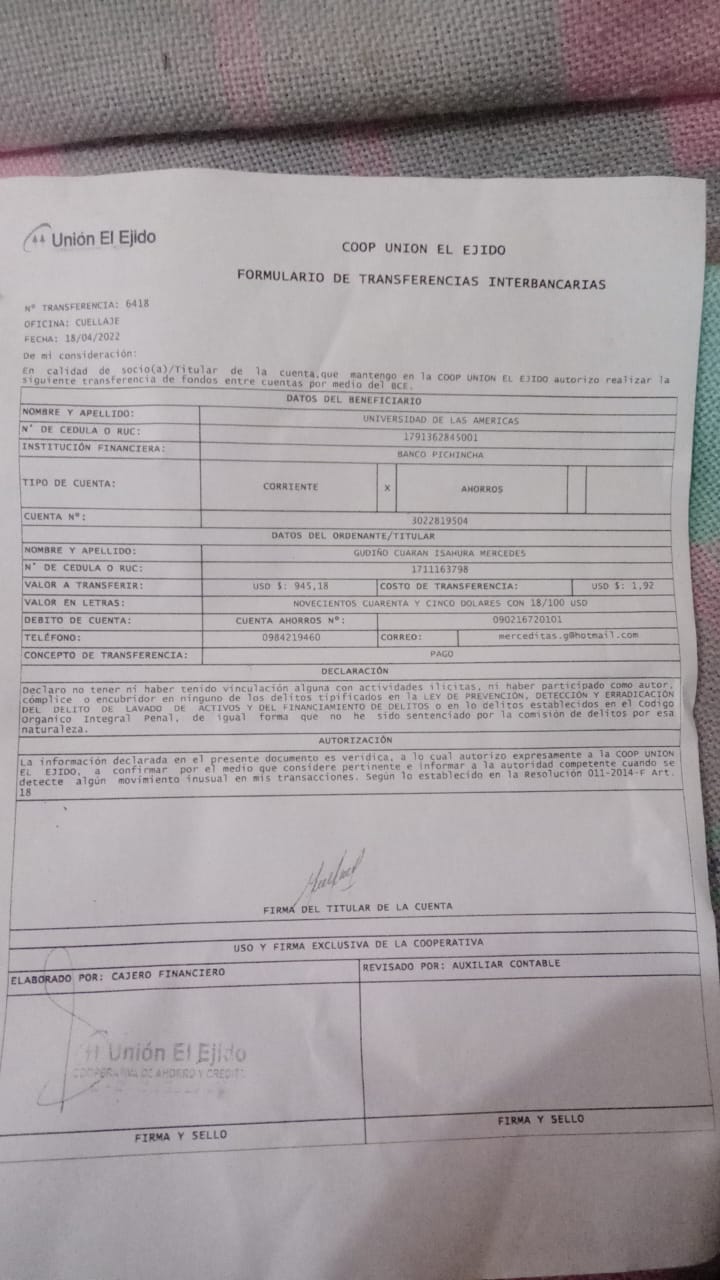 Unión El Ejido
COOP UNION EL EJIDO
FORMULARIO DE TRANSFERENCIAS INTERBANCARIAS
N° TRANSFERENCIA: 6418
OFICINA: CUELLAJE
FECHA: 18/04/2022
De mi consideración:
En calidad de socio(a)/Titular de la cuenta,que mantengo en la COOP UNION EL EJIDO autorizo realizar la
siguiente transferencia de fondos entre cuentas por medio del BCE.
DATOS DEL BENEFICIARIO
NOMBRE Y APELLIDO: UNIVERSIDAD DE LAS AMERICAS
N° DE CEDULA O RUC: 1791362845001
INSTITUCIÓN FINANCIERA: BANCO PICHINCHA
TIPO DE CUENTA: CORRIENTE X AHORROS
CUENTA N°: 3022819504
DATOS DEL ORDENANTE/TITULAR
NOMBRE Y APELLIDO: GUDIÑO CUARAN ISAHURA MERCEDES
N° DE CEDULA O RUC: 1711163798
VALOR A TRANSFERIR: USD $: 945,18 COSTO DE TRANSFERENCIA: USD $: 1,92
VALOR EN LETRAS: NOVECIENTOS CUARENTA Y CINCO DOLARES CON 18/100 USD
DEBITO DE CUENTA: CUENTA AHORROS N°: 090216720101
TELÉFONO: 0984219460 CORREO: merceditas.g@hotmail.com
CONCEPTO DE TRANSFERENCIA: PAGO
DECLARACIÓN
Declaro no tener ni haber tenido vinculación alguna con actividades ilícitas, ni haber participado como autor,
cómplice o encubridor en ninguno de los delitos tipificados en la LEY DE PREVENCIÓN, DETECCIÓN Y ERRADICACIÓN
DEL DELITO DE LAVADO DE ACTIVOS Y DEL FINANCIAMIENTO DE DELITOS o en lo delitos establecidos en el Codigo
Organico Integral Penal, de igual forma que no he sido sentenciado por la comisión de delitos por esa
naturaleza.
AUTORIZACIÓN
La información declarada en el presente documento es verídica, a lo cual autorizo expresamente a la COOP UNION
EL EJIDO, a confirmar por el medio que considere pertinente e informar a la autoridad competente cuando se
detecte algún movimiento inusual en mis transacciones. Según lo establecido en la Resolución 011-2014-F Art.
18
FIRMA DEL TITULAR DE LA CUENTA
USO Y FIRMA EXCLUSIVA DE LA COOPERATIVA
ELABORADO POR: CAJERO FINANCIERO
REVISADO POR: AUXILIAR CONTABLE
Unión El Ejido
COOPERATIVA DE AHORRO Y CREDITO
FIRMA Y SELLO
FIRMA Y SELLO